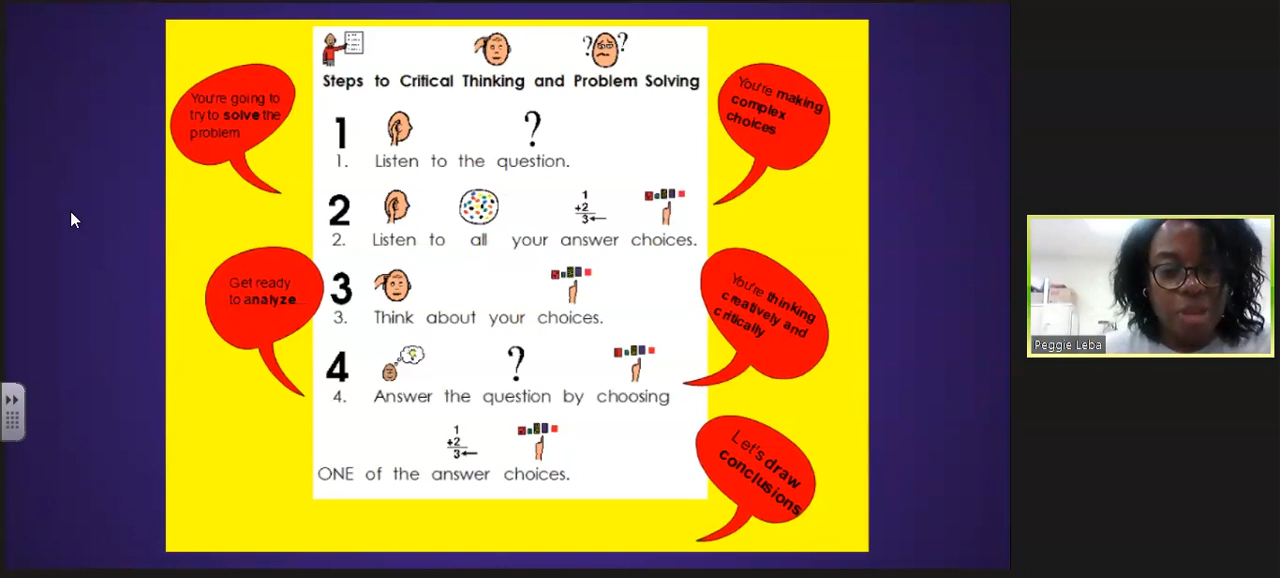 Steps to Critical Thinking and Problem Solving
You're going to
try to solve the
problem
You're making
complex
choices
1
?
1. Listen to the question.
2
1
+2
3
2. Listen to all your answer choices.
Get ready
to analyze...
3
3. Think about your choices.
You're thinking
creatively and
critically
4
?
4. Answer the question by choosing
1
+2
3
ONE of the answer choices.
Let's draw
conclusions
Peggie Leba